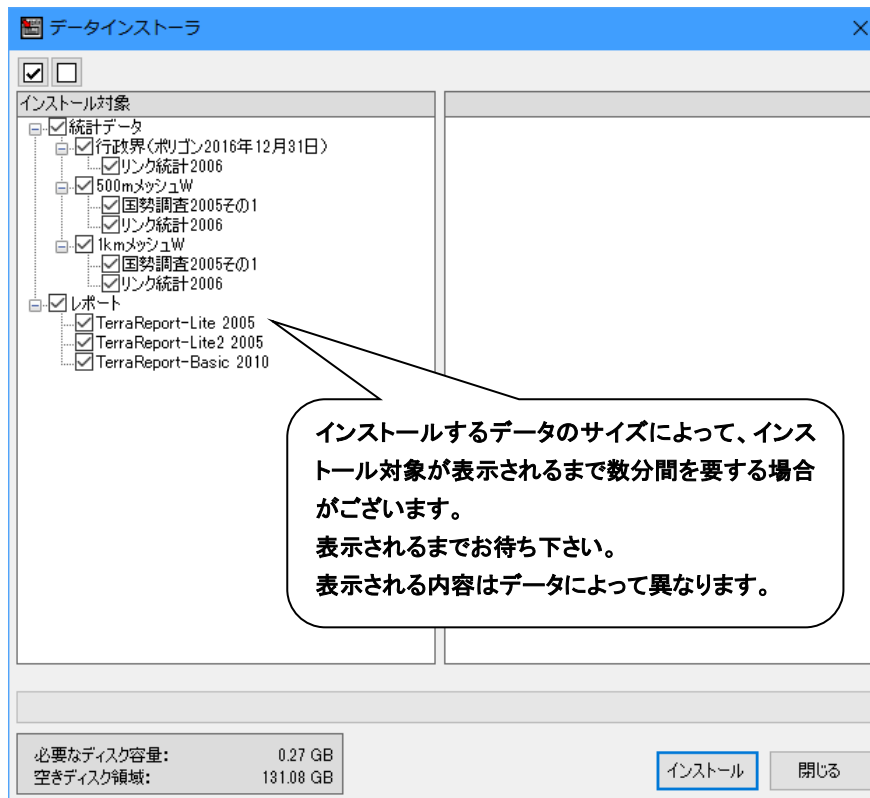 データインストーラ
インストール対象
統計データ
行政界(ポリゴン2016年12月31日)
リンク統計2006
500mメッシュW
国勢調査2005その1
リンク統計2006
1kmメッシュW
国勢調査2005その1
リンク統計2006
レポート
TerraReport-Lite 2005
TerraReport-Lite2 2005
TerraReport-Basic 2010
インストールするデータのサイズによって、インス
トール対象が表示されるまで数分間を要する場合
がございます。
表示されるまでお待ち下さい。
表示される内容はデータによって異なります。
必要なディスク容量: 0.27 GB
空きディスク領域: 131.08 GB
インストール 閉じる